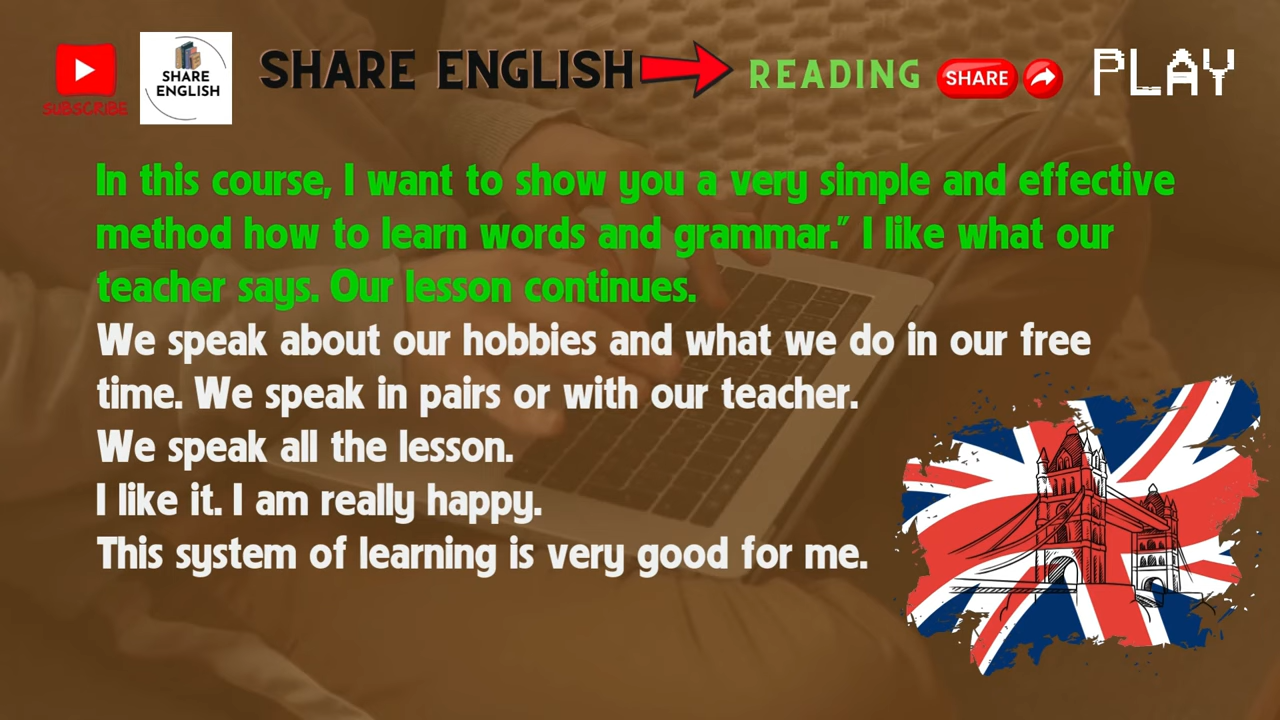 SUBSCRIBE
SHARE
ENGLISH
SHARE ENGLISH
READING
SHARE
PLAY
In this course, I want to show you a very simple and effective
method how to learn words and grammar.” I like what our
teacher says. Our lesson continues.
We speak about our hobbies and what we do in our free
time. We speak in pairs or with our teacher.
We speak all the lesson.
I like it. I am really happy.
This system of learning is very good for me.